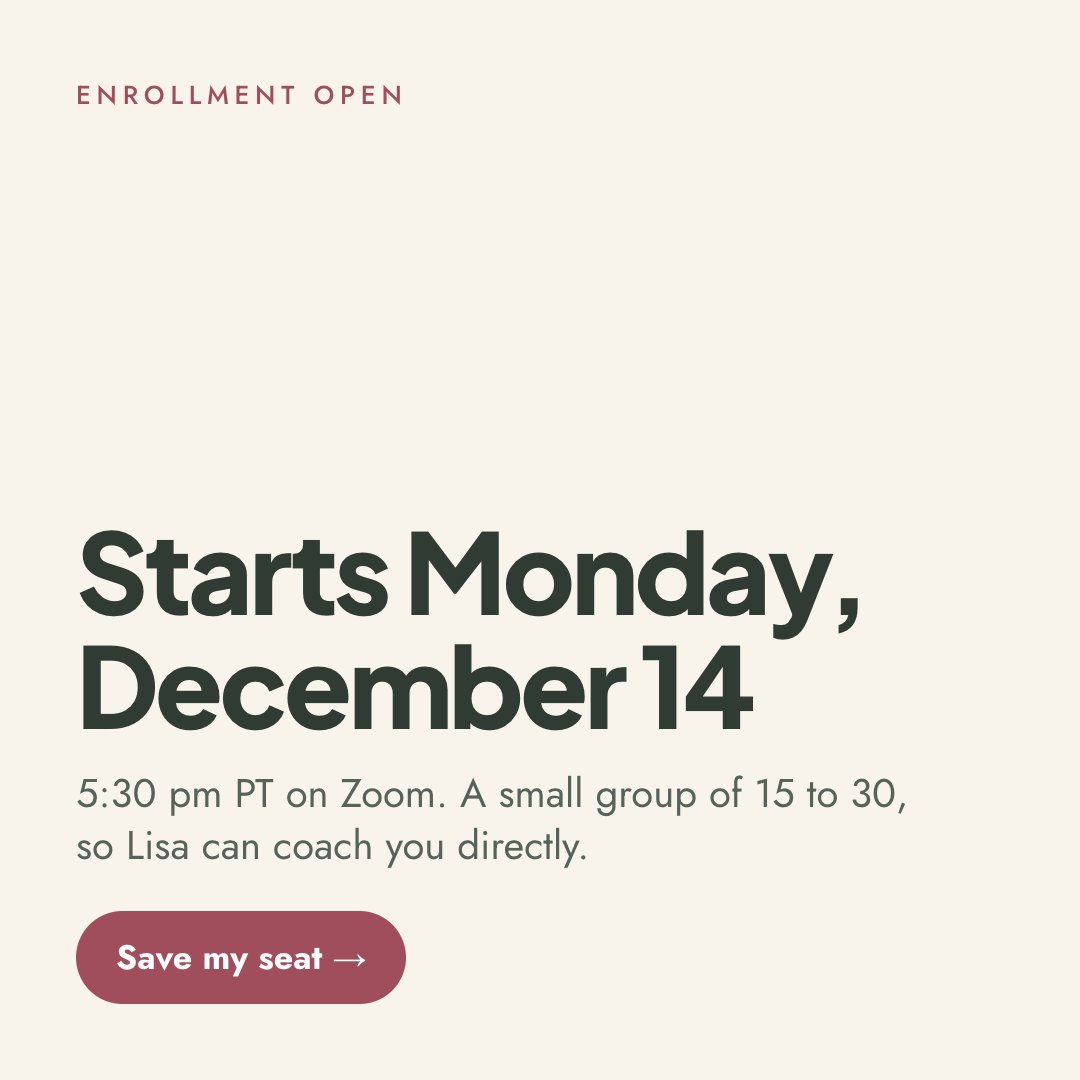 ENROLLMENT OPEN
Starts Monday,
December 14
5:30 pm PT on Zoom. A small group of 15 to 30,
so Lisa can coach you directly.
Save my seat →